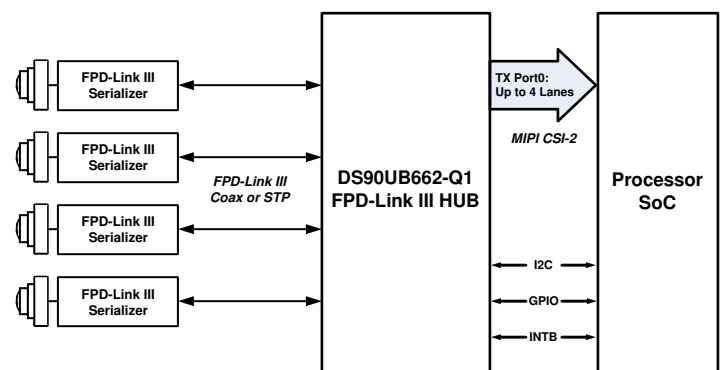 FPD-Link III
Serializer
FPD-Link III
Serializer
FPD-Link III
Serializer
FPD-Link III
Serializer
FPD-Link III
Coax or STP
DS90UB662-Q1
FPD-Link III HUB
TX Port0:
Up to 4 Lanes
MIPI CSI-2
I2C
GPIO
INTB
Processor
SoC